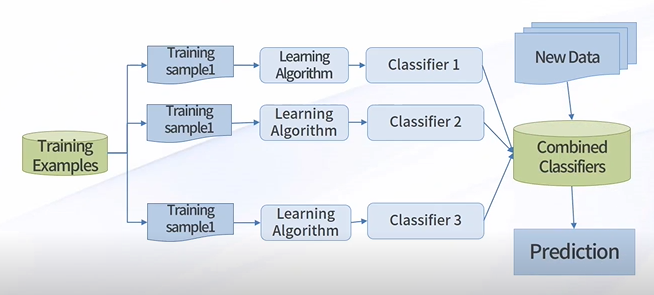 Training
Examples
Training
sample1
Learning
Algorithm
Classifier 1
Training
sample1
Learning
Algorithm
Classifier 2
Training
sample1
Learning
Algorithm
Classifier 3
New Data
Combined
Classifiers
Prediction